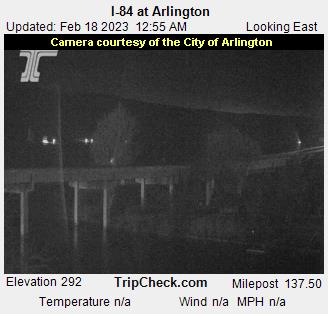 I-84 at Arlington
Updated: Feb 18 2023 12:55 AM Looking East
Camera courtesy of the City of Arlington
Elevation 292 TripCheck.com Milepost 137.50
Temperature n/a Wind n/a MPH n/a